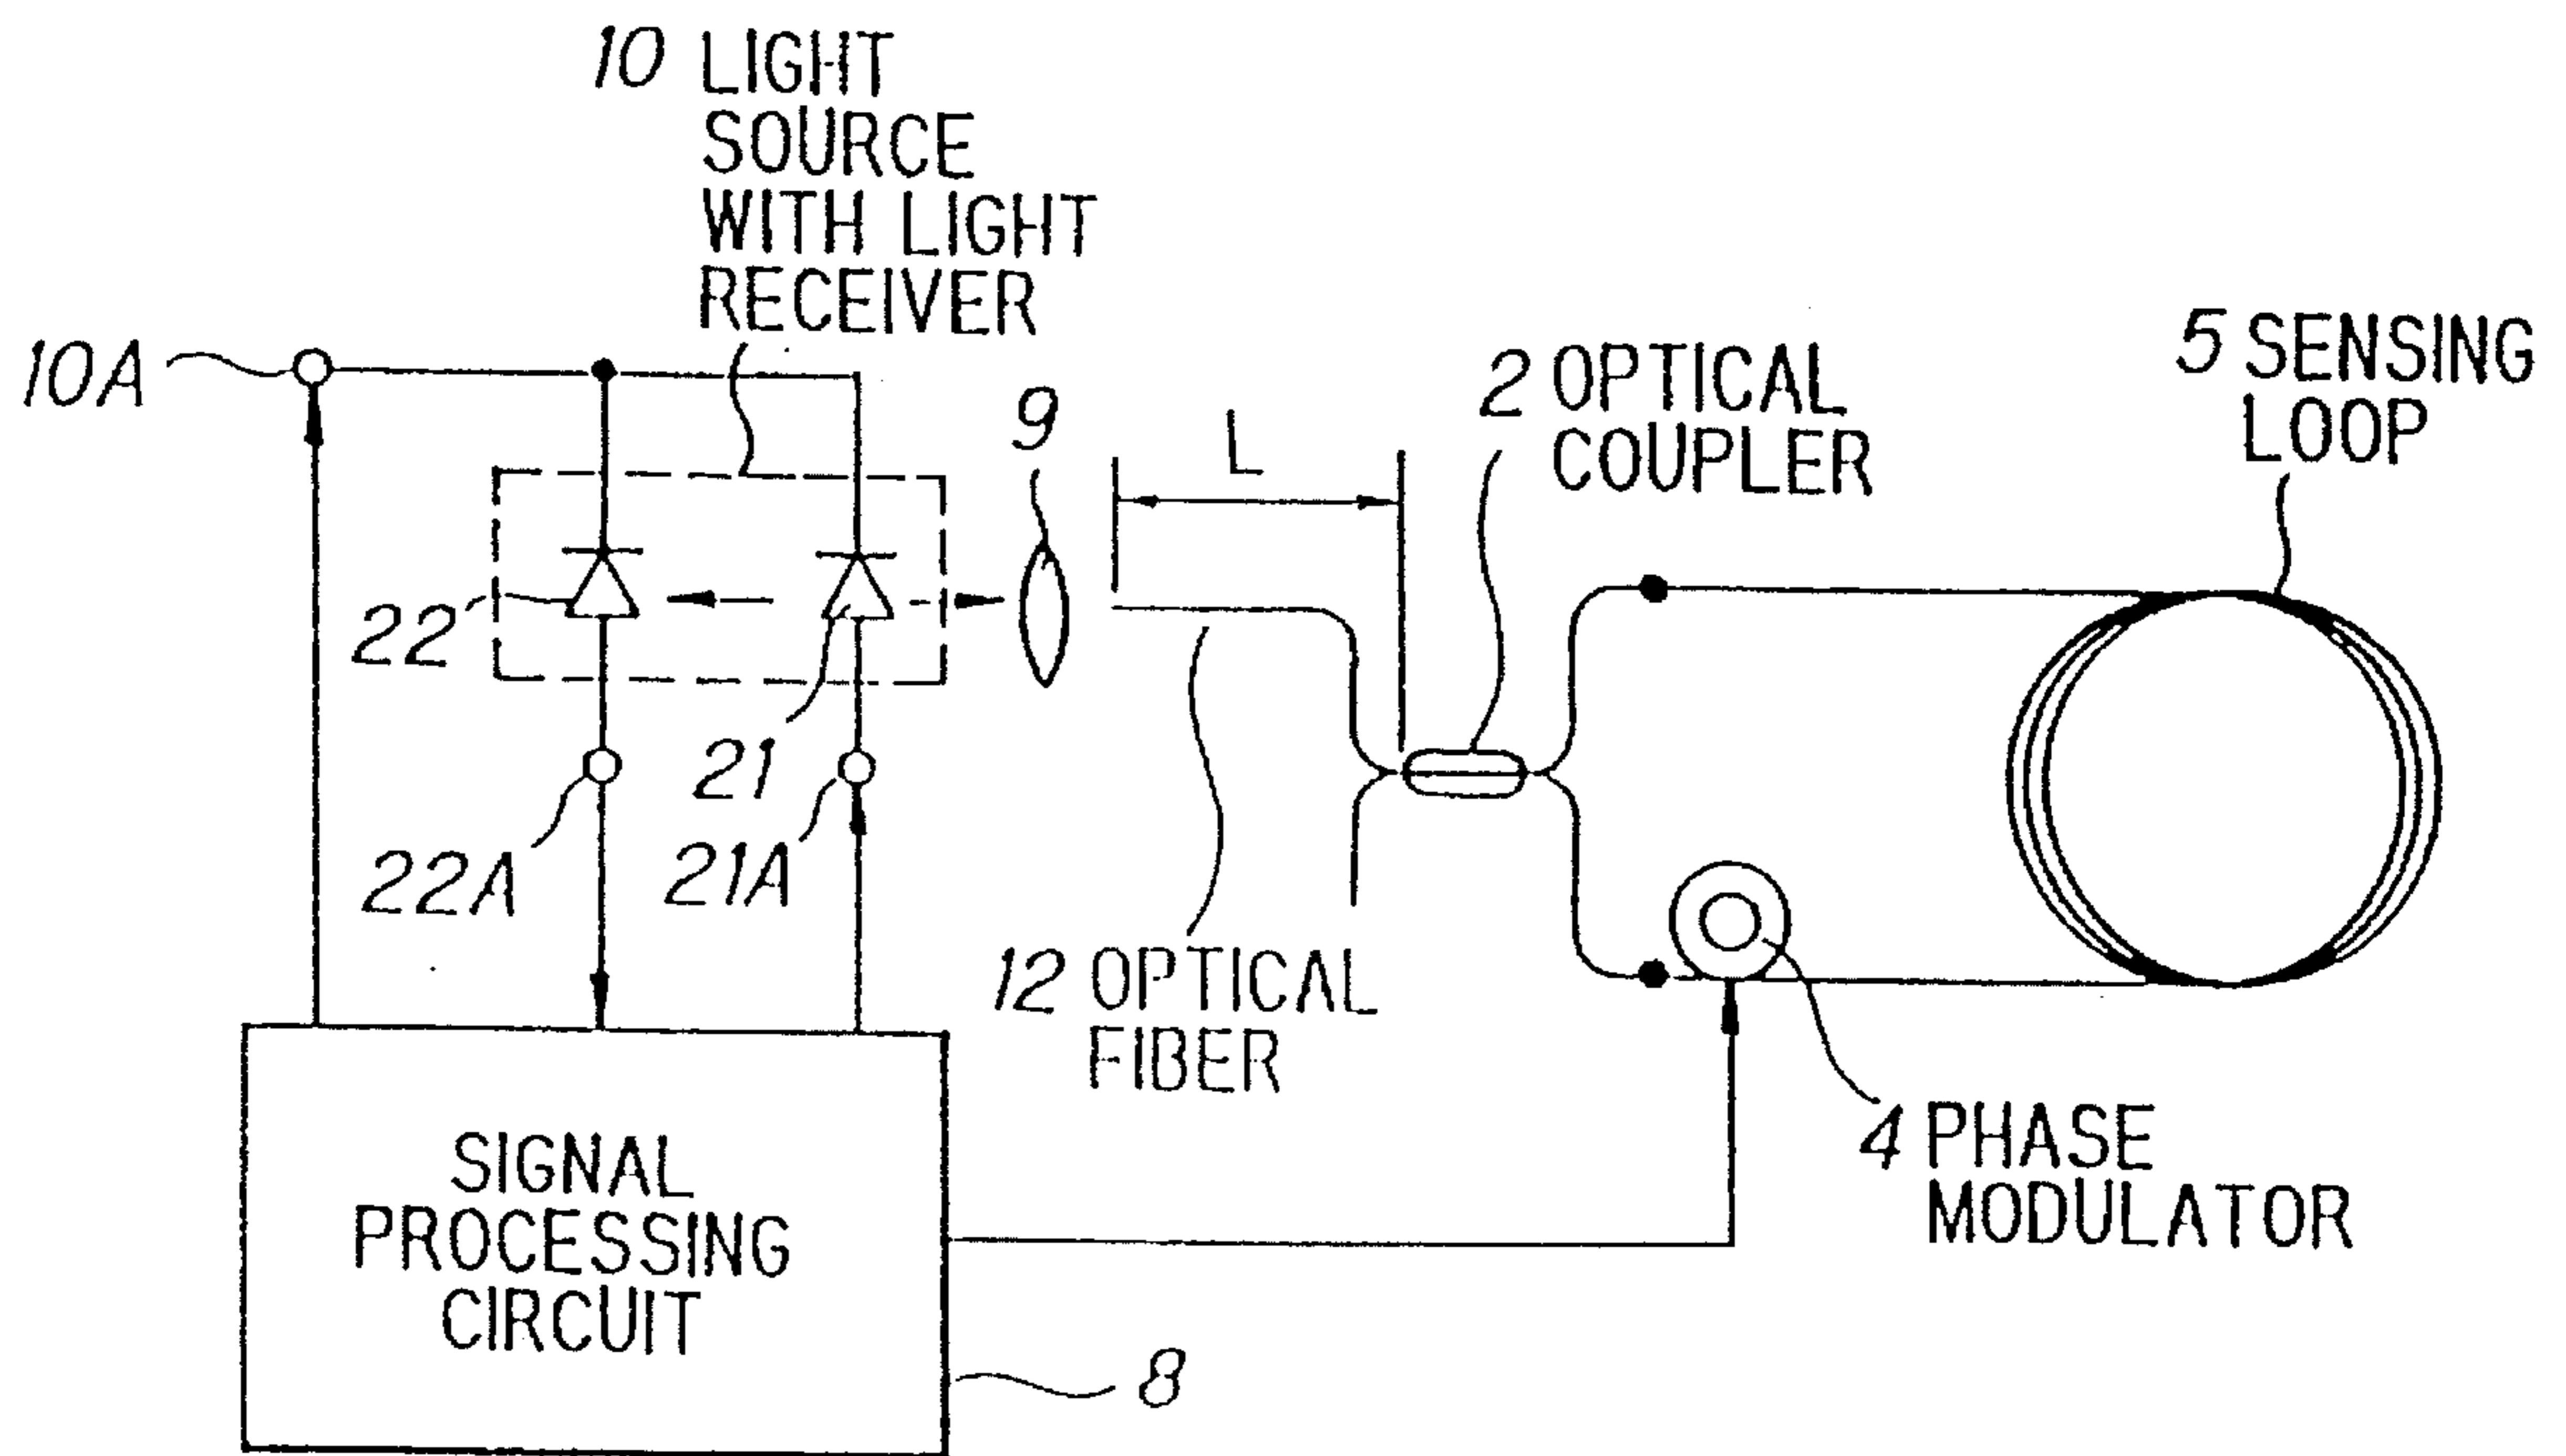 10 LIGHT
SOURCE
WITH LIGHT
RECEIVER
10A
9
L
2 OPTICAL
COUPLER
5 SENSING
LOOP
22
21
22A
21A
12 OPTICAL
FIBER
4 PHASE
MODULATOR
SIGNAL
PROCESSING
CIRCUIT
8